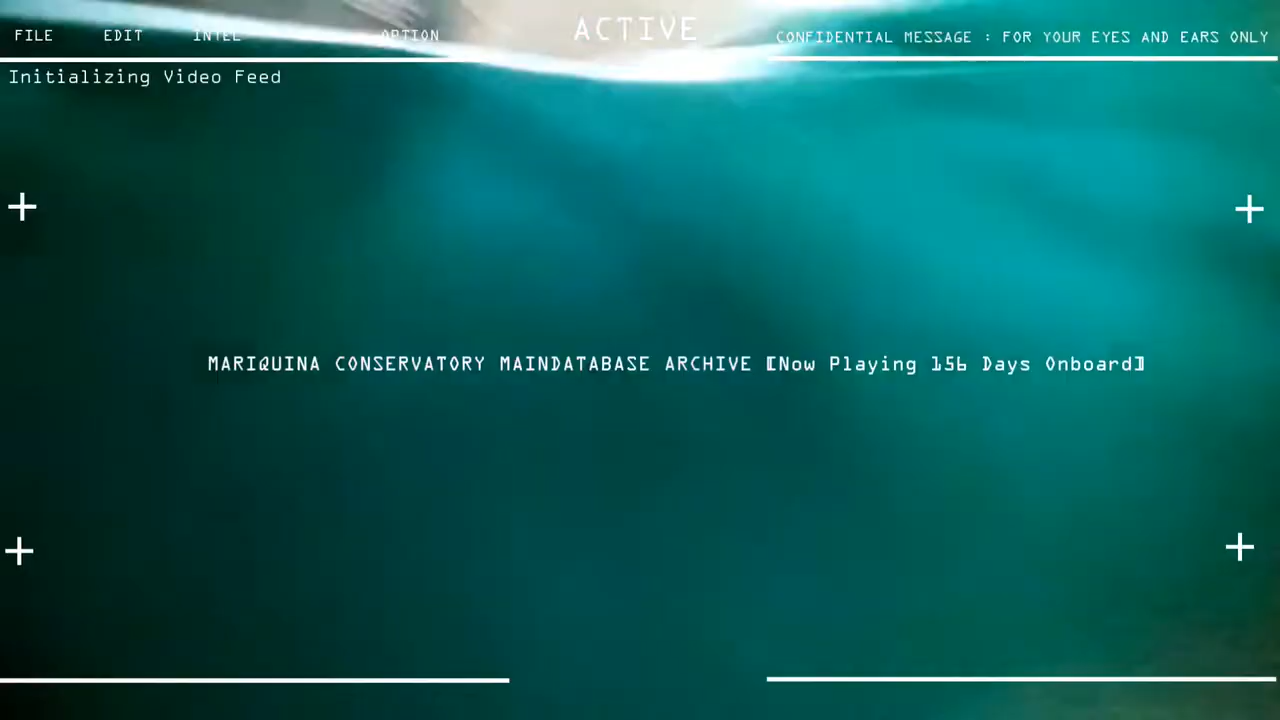 FILE EDIT INTEL OPTION ACTIVE CONFIDENTIAL MESSAGE : FOR YOUR EYES AND EARS ONLY
Initializing Video Feed
MARIQUINA CONSERVATORY MAINDATABASE ARCHIVE [Now Playing 156 Days Onboard]